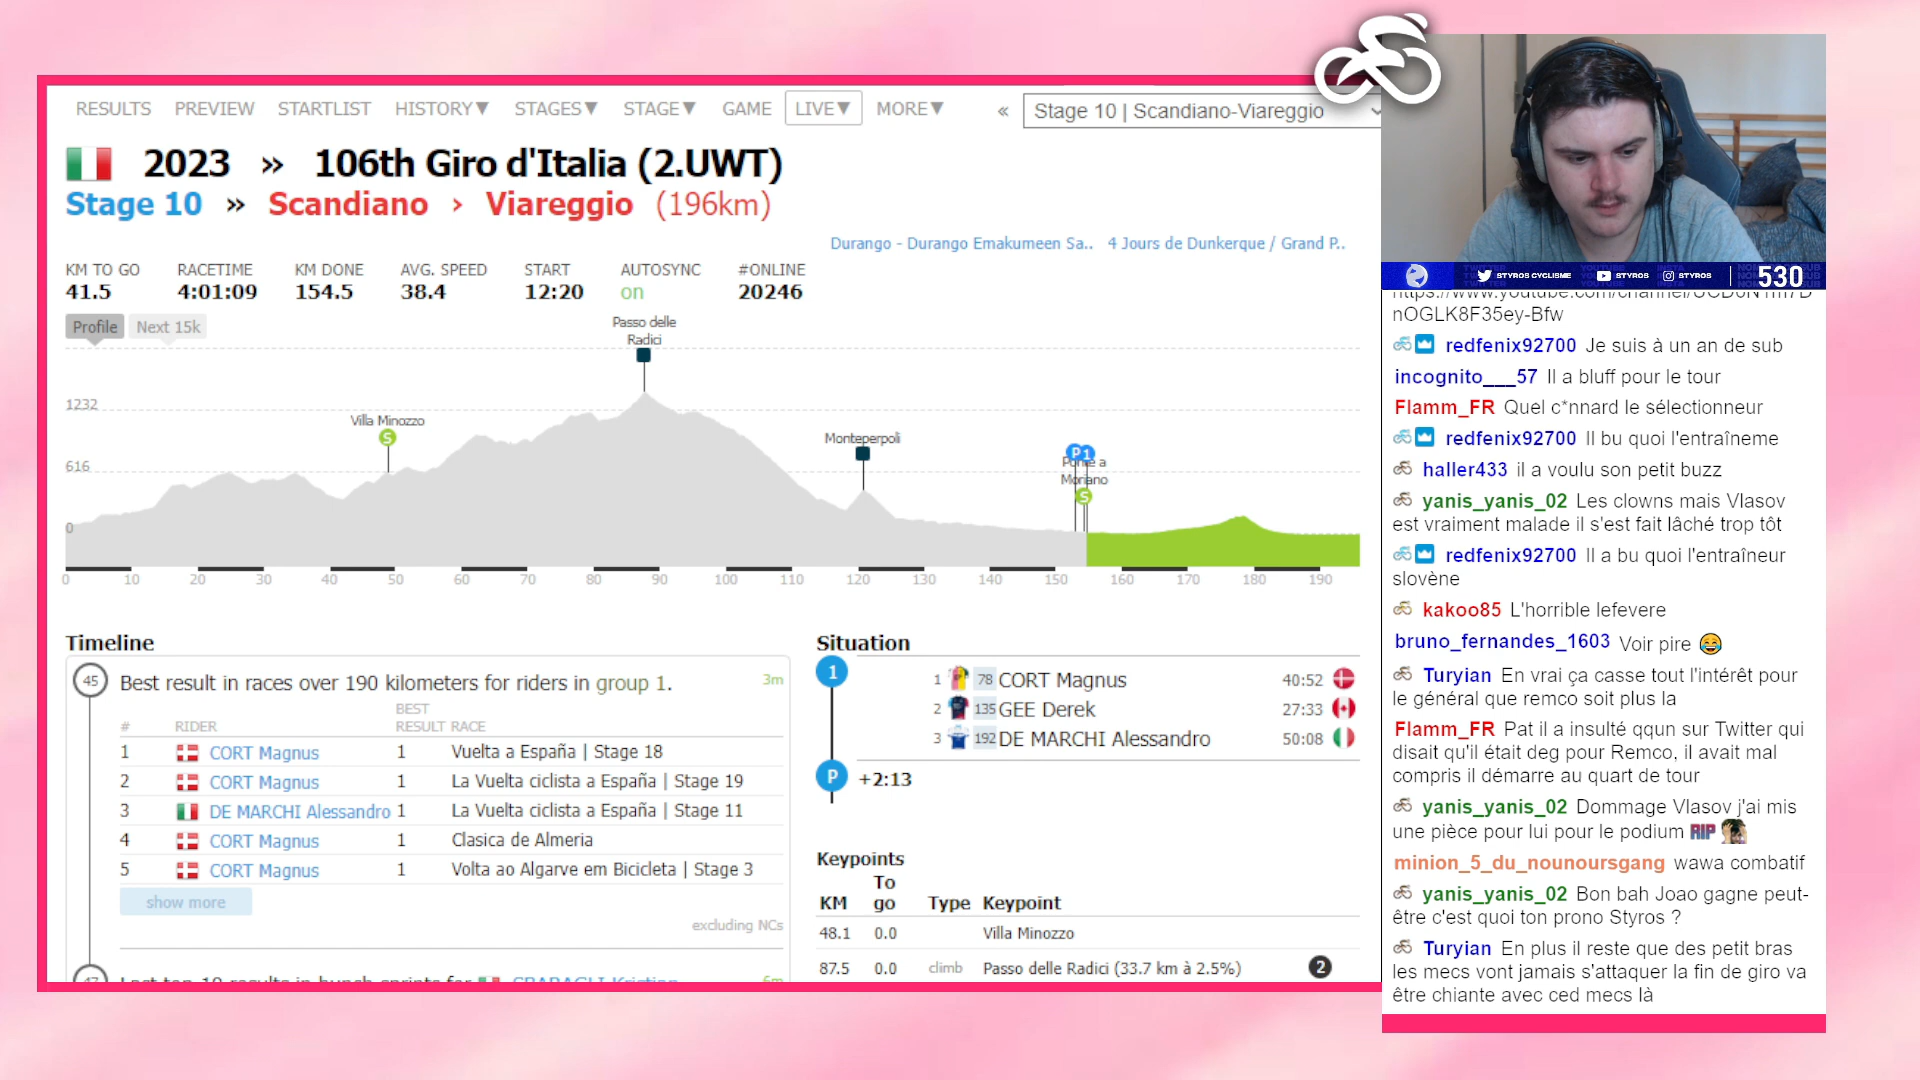 RESULTS PREVIEW STARTLIST HISTORY▼ STAGES▼ STAGE▼ GAME LIVE▼ MORE▼ « Stage 10 | Scandiano-Viareggio
2023 » 106th Giro d'Italia (2.UWT)
Stage 10 » Scandiano › Viareggio (196km)
Durango - Durango Emakumeen Sa.. 4 Jours de Dunkerque / Grand P..
KM TO GO RACETIME KM DONE AVG. SPEED START AUTOSYNC #ONLINE
41.5 4:01:09 154.5 38.4 12:20 on 20246
Profile Next 15k
Passo delle
Radici
1232
Villa Minozzo
S
Monteperpoli
616
P 1
Ponte a
Moriano
S
0
0 10 20 30 40 50 60 70 80 90 100 110 120 130 140 150 160 170 180 190
Timeline
45 Best result in races over 190 kilometers for riders in group 1. 3m
# RIDER BEST RESULT RACE
1 CORT Magnus 1 Vuelta a España | Stage 18
2 CORT Magnus 1 La Vuelta ciclista a España | Stage 19
3 DE MARCHI Alessandro 1 La Vuelta ciclista a España | Stage 11
4 CORT Magnus 1 Clasica de Almeria
5 CORT Magnus 1 Volta ao Algarve em Bicicleta | Stage 3
show more
excluding NCs
Situation
1
1 78 CORT Magnus 40:52
2 135 GEE Derek 27:33
3 192 DE MARCHI Alessandro 50:08
P +2:13
Keypoints
KM To go Type Keypoint
48.1 0.0 Villa Minozzo
87.5 0.0 climb Passo delle Radici (33.7 km à 2.5%) 2
STYROS CYCLISME STYROS STYROS 530
nOGLK8F35ey-Bfw
redfenix92700 Je suis à un an de sub
incognito___57 Il a bluff pour le tour
Flamm_FR Quel c*nnard le sélectionneur
redfenix92700 Il bu quoi l'entraîneme
haller433 il a voulu son petit buzz
yanis_yanis_02 Les clowns mais Vlasov
est vraiment malade il s'est fait lâché trop tôt
redfenix92700 Il a bu quoi l'entraîneur
slovène
kakoo85 L'horrible lefevere
bruno_fernandes_1603 Voir pire 😂
Turyian En vrai ça casse tout l'intérêt pour
le général que remco soit plus la
Flamm_FR Pat il a insulté qqun sur Twitter qui
disait qu'il était deg pour Remco, il avait mal
compris il démarre au quart de tour
yanis_yanis_02 Dommage Vlasov j'ai mis
une pièce pour lui pour le podium RIP
minion_5_du_nounoursgang wawa combatif
yanis_yanis_02 Bon bah Joao gagne peut-
être c'est quoi ton prono Styros ?
Turyian En plus il reste que des petit bras
les mecs vont jamais s'attaquer la fin de giro va
être chiante avec ced mecs là